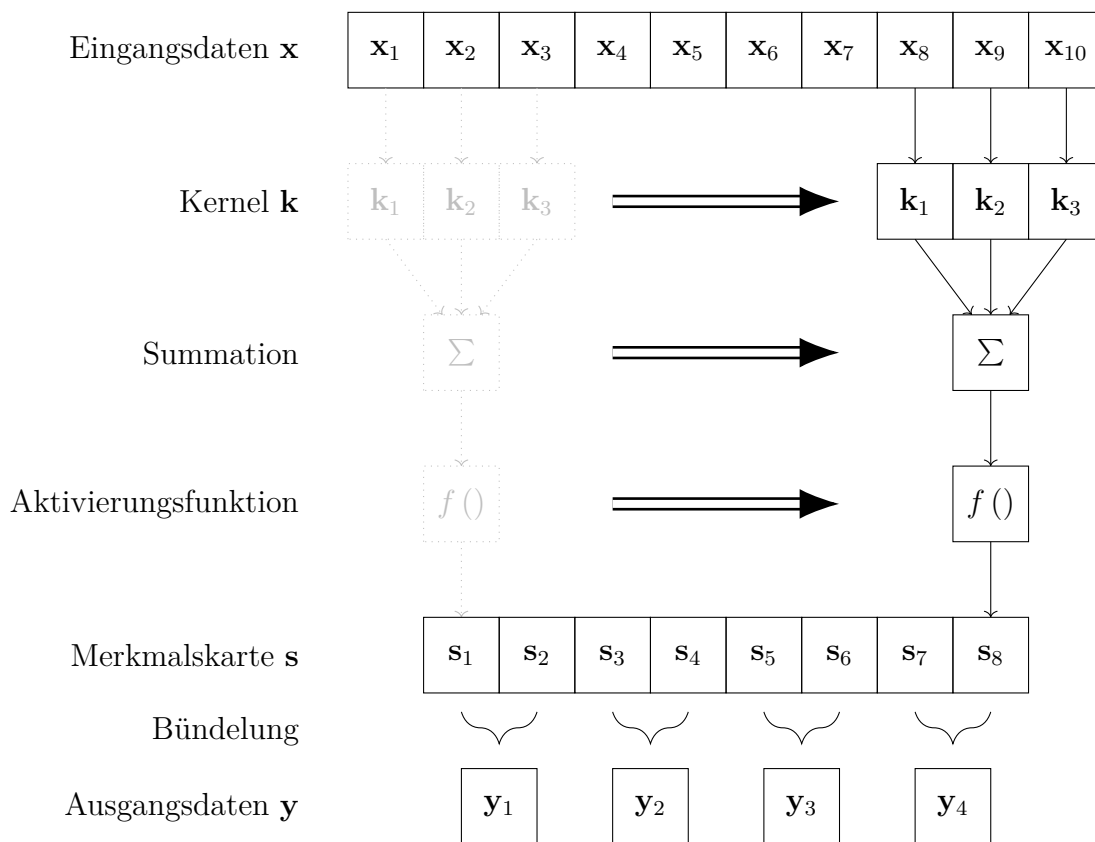 Eingangsdaten x x1 x2 x3 x4 x5 x6 x7 x8 x9 x10
Kernel k k1 k2 k3 k1 k2 k3
Summation Σ Σ
Aktivierungsfunktion f () f ()
Merkmalskarte s s1 s2 s3 s4 s5 s6 s7 s8
Bündelung
Ausgangsdaten y y1 y2 y3 y4